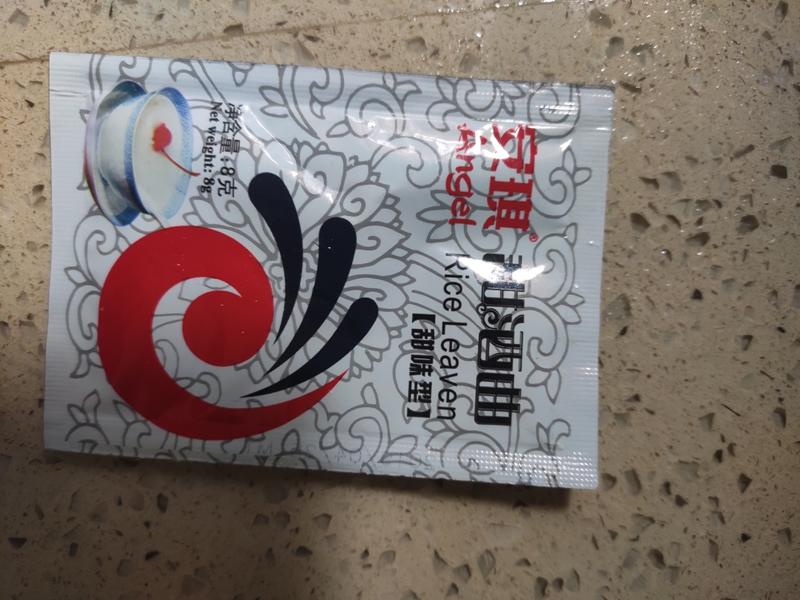 安琪®
Angel
甜酒曲
Rice Leaven
【甜味型】
净含量:8克
Net weight: 8g